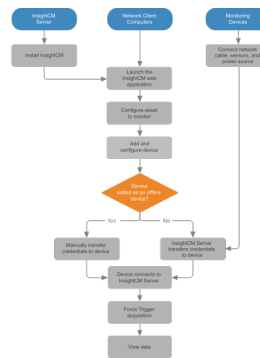 InsightCM
Server
Network Client
Computers
Monitoring
Devices
Install InsightCM
Connect network
cable, sensors, and
power source
Launch the
InsightCM web
application
Configure asset
to monitor
Add and
configure device
Device
added as an offline
device?
Yes
No
Manually transfer
credentials to device
InsightCM Server
transfers credentials
to device
Device connects to
InsightCM Server
Force Trigger
acquisition
View data